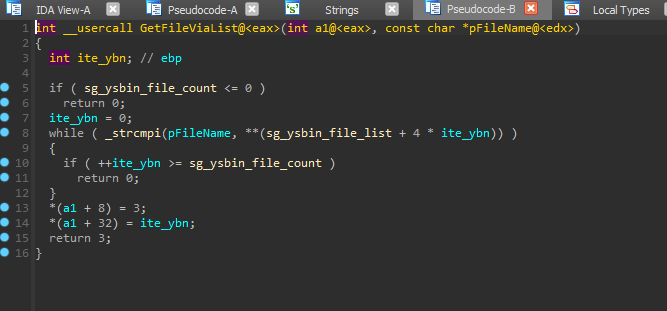 IDA View-A Pseudocode-A Strings Pseudocode-B Local Types
1 int __usercall GetFileViaList@<eax>(int a1@<eax>, const char *pFileName@<edx>)
2 {
3 int ite_ybn; // ebp
4
5 if ( sg_ysbin_file_count <= 0 )
6 return 0;
7 ite_ybn = 0;
8 while ( _strcmpi(pFileName, **(sg_ysbin_file_list + 4 * ite_ybn)) )
9 {
10 if ( ++ite_ybn >= sg_ysbin_file_count )
11 return 0;
12 }
13 *(a1 + 8) = 3;
14 *(a1 + 32) = ite_ybn;
15 return 3;
16 }